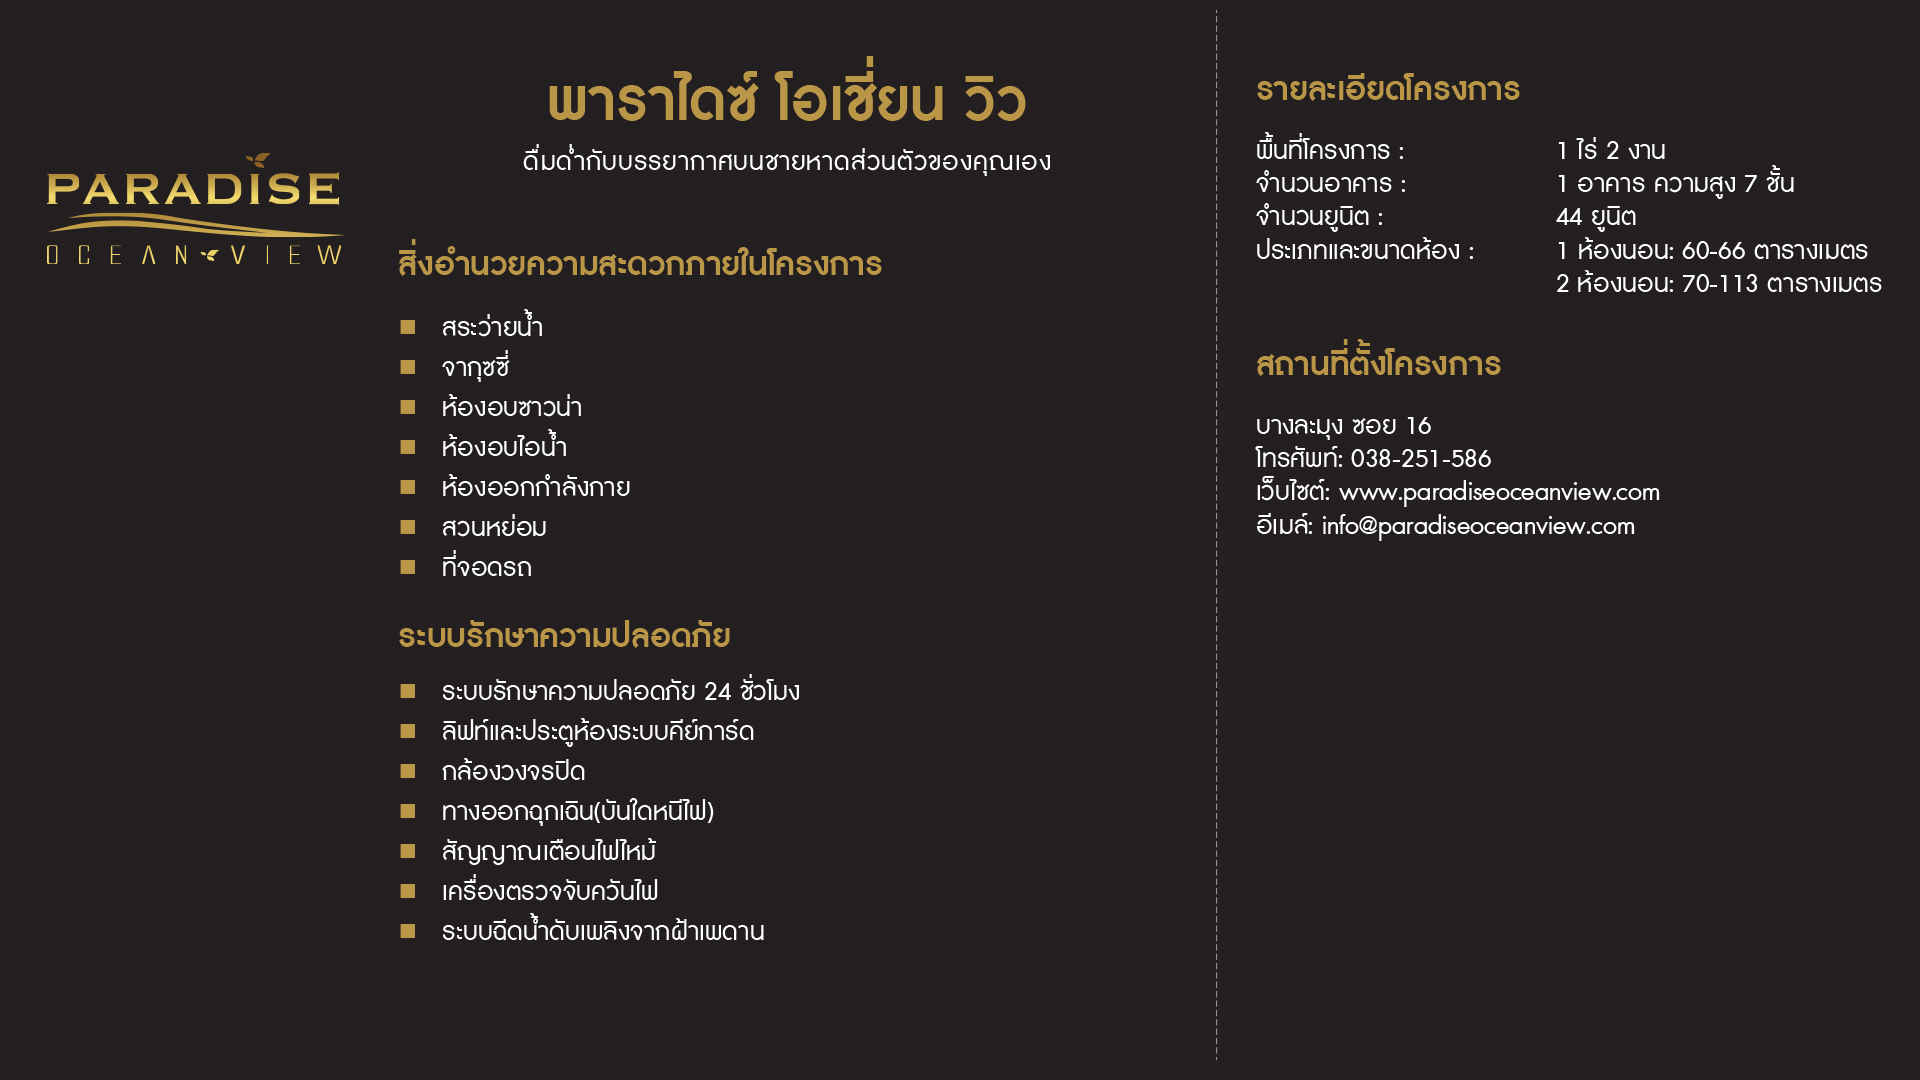 PARADISE
OCEAN VIEW
พาราไดซ์ โอเชี่ยน วิว
ดื่มด่ำกับบรรยากาศบนชายหาดส่วนตัวของคุณเอง
สิ่งอำนวยความสะดวกภายในโครงการ
สระว่ายน้ำ
จากุซซี่
ห้องอบซาวน่า
ห้องอบไอน้ำ
ห้องออกกำลังกาย
สวนหย่อม
ที่จอดรถ
ระบบรักษาความปลอดภัย
ระบบรักษาความปลอดภัย 24 ชั่วโมง
ลิฟท์และประตูห้องระบบคีย์การ์ด
กล้องวงจรปิด
ทางออกฉุกเฉิน(บันใดหนีไฟ)
สัญญาณเตือนไฟไหม้
เครื่องตรวจจับควันไฟ
ระบบฉีดน้ำดับเพลิงจากฝ้าเพดาน
รายละเอียดโครงการ
พื้นที่โครงการ : 1 ไร่ 2 งาน
จำนวนอาคาร : 1 อาคาร ความสูง 7 ชั้น
จำนวนยูนิต : 44 ยูนิต
ประเภทและขนาดห้อง : 1 ห้องนอน: 60-66 ตารางเมตร
2 ห้องนอน: 70-113 ตารางเมตร
สถานที่ตั้งโครงการ
บางละมุง ซอย 16
โทรศัพท์: 038-251-586
เว็บไซต์: www.paradiseoceanview.com
อีเมล์: info@paradiseoceanview.com